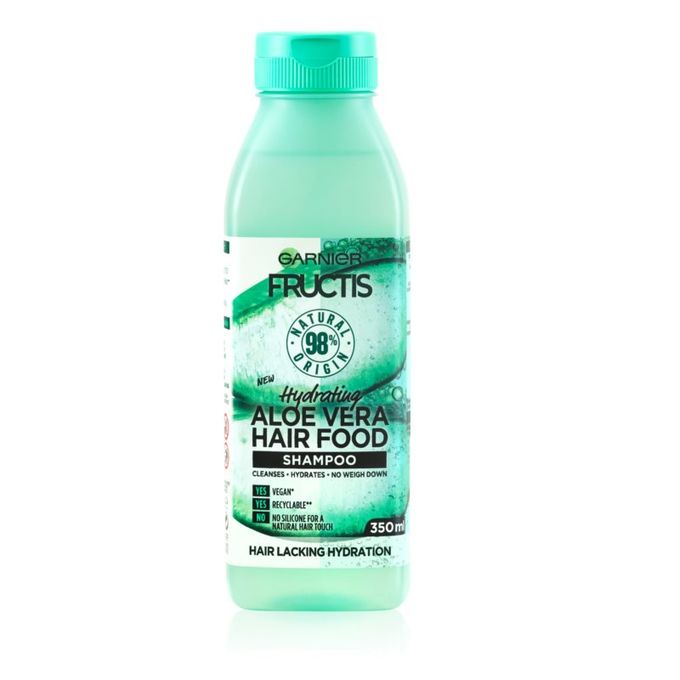 GARNIER
FRUCTIS
NATURAL
98%
ORIGIN
NEW
Hydrating
ALOE VERA
HAIR FOOD
SHAMPOO
CLEANSES • HYDRATES • NO WEIGH DOWN
YES VEGAN*
YES RECYCLABLE**
NO NO SILICONE FOR A
NATURAL HAIR TOUCH
350 ml
HAIR LACKING HYDRATION